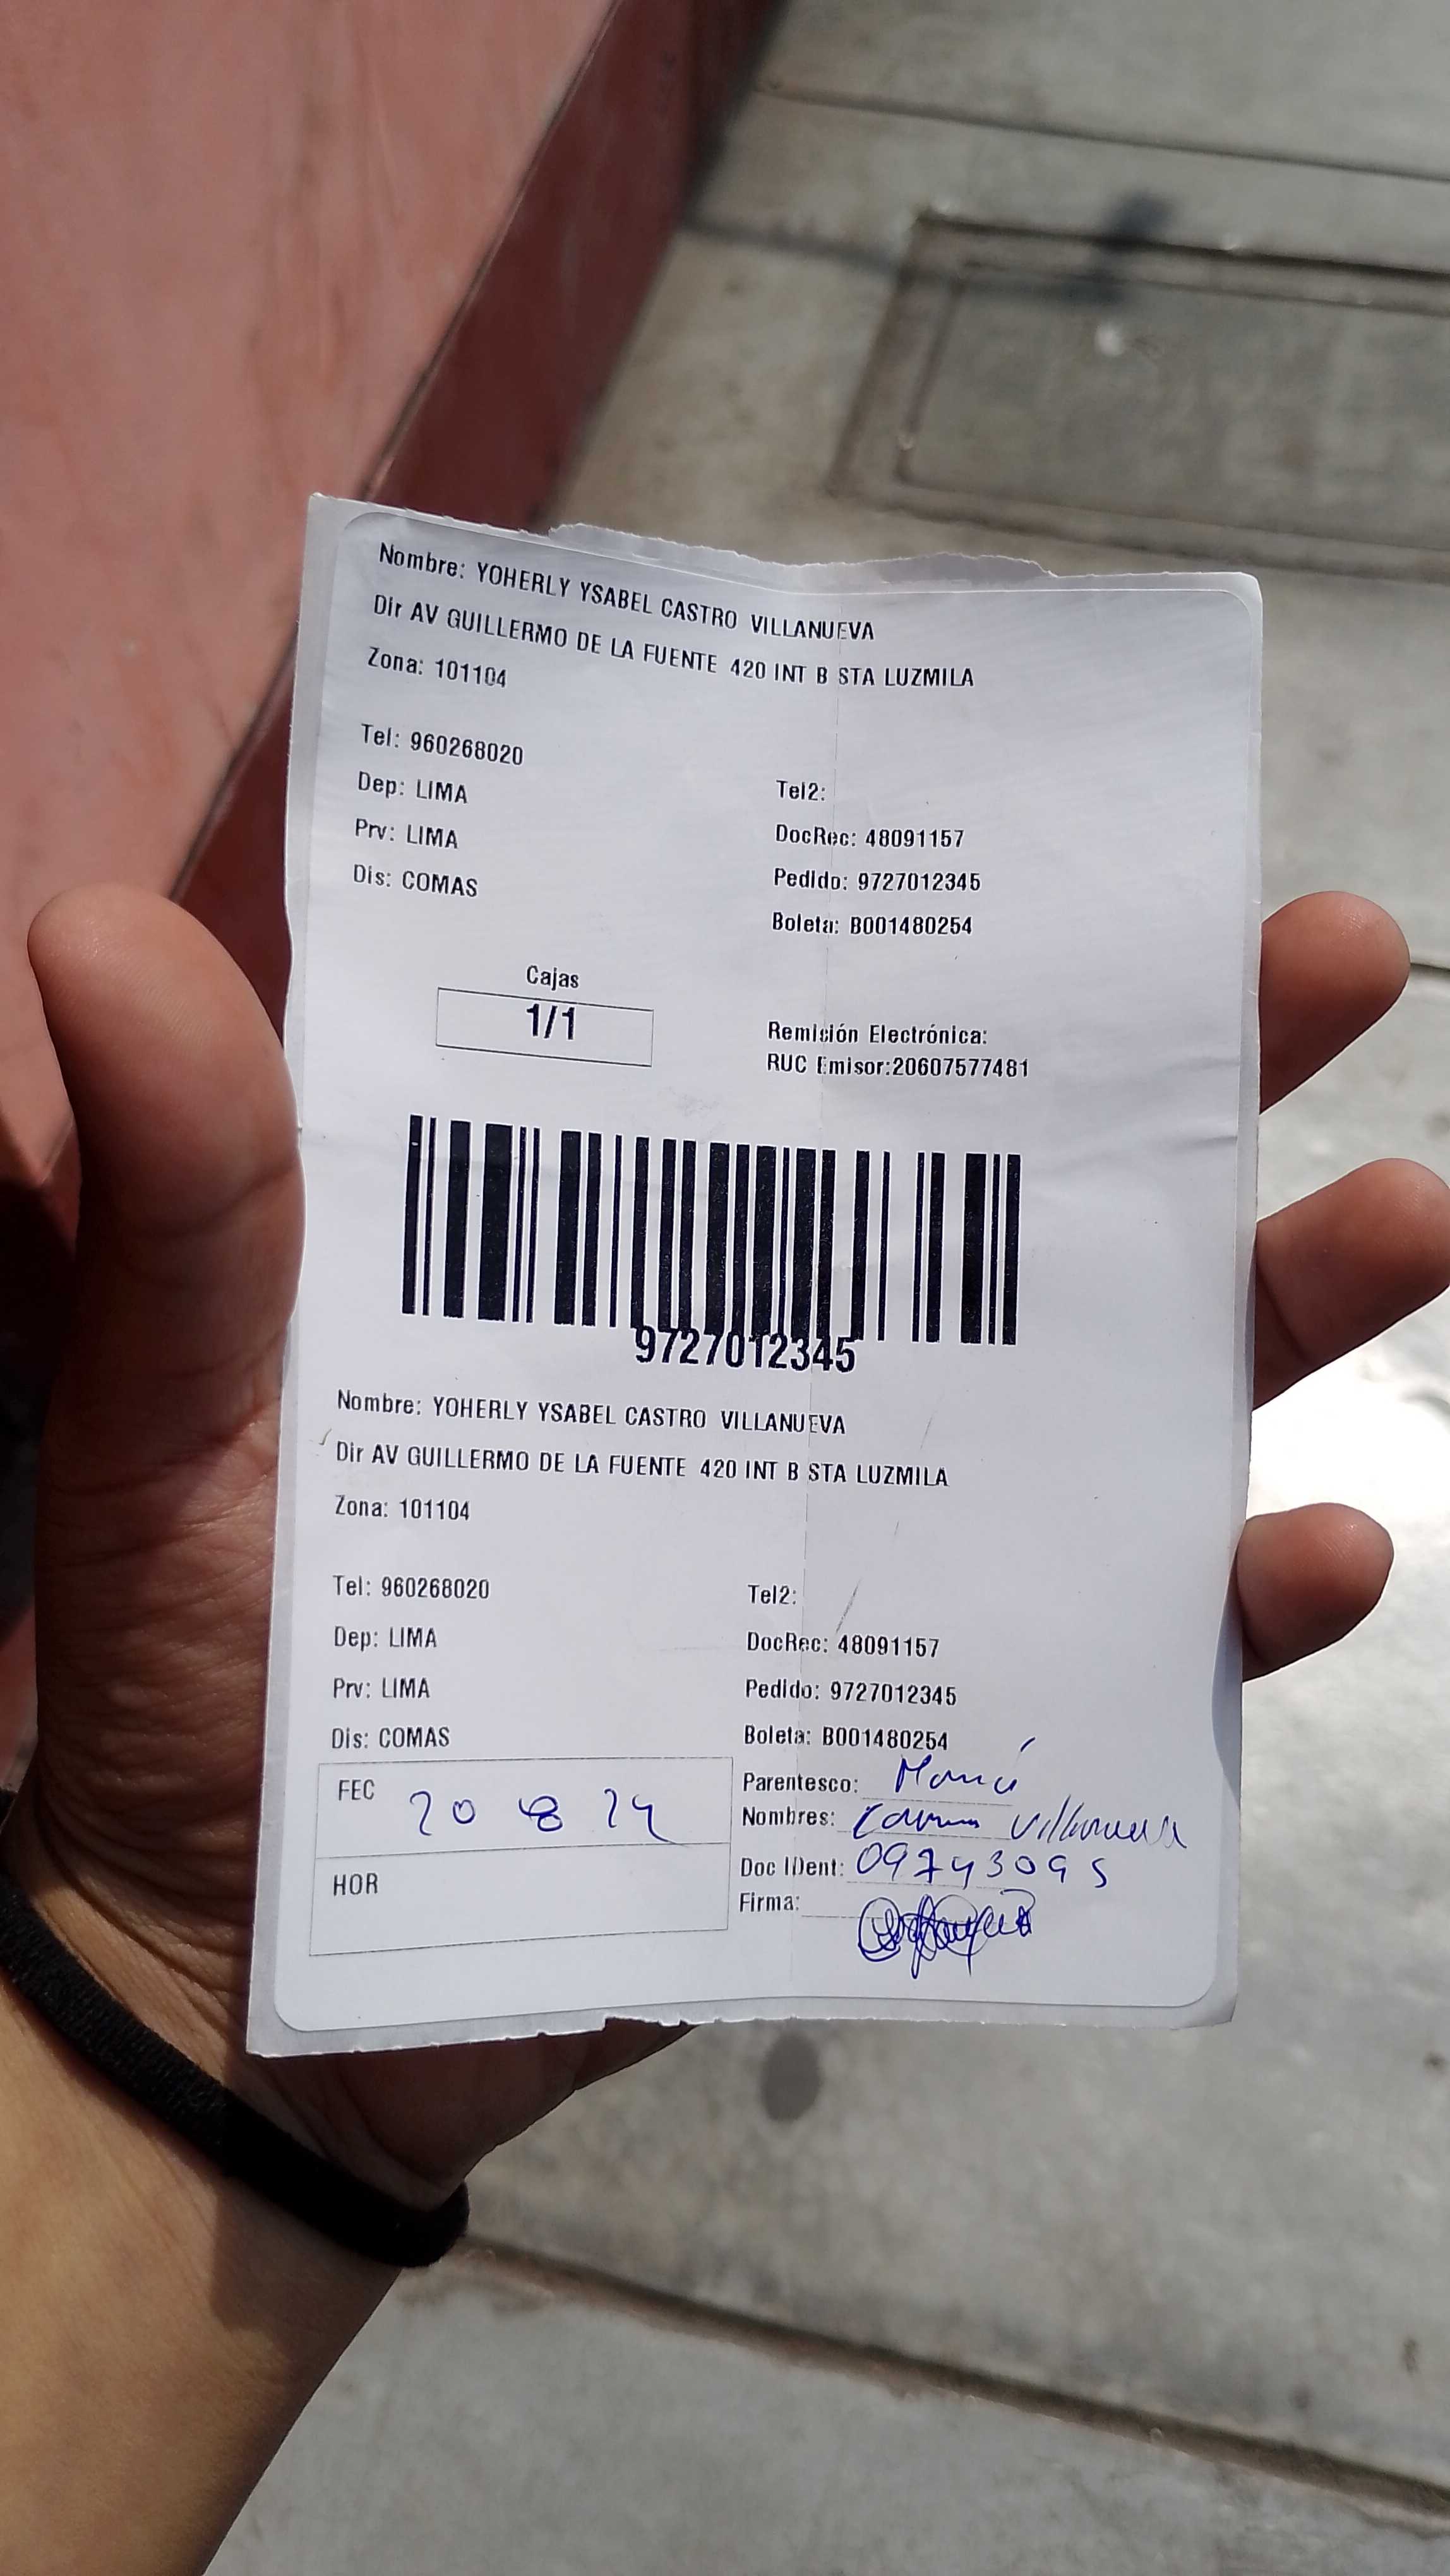 Nombre: YOHERLY YSABEL CASTRO VILLANUEVA
Dir AV GUILLERMO DE LA FUENTE 420 INT B STA LUZMILA
Zona: 101104
Tel: 960268020
Tel2:
Dep: LIMA
DocRec: 48091157
Prv: LIMA
Pedido: 9727012345
Dis: COMAS
Boleta: B001480254
Cajas
1/1
Remisión Electrónica:
RUC Emisor:20607577481
9727012345
Nombre: YOHERLY YSABEL CASTRO VILLANUEVA
Dir AV GUILLERMO DE LA FUENTE 420 INT B STA LUZMILA
Zona: 101104
Tel: 960268020
Tel2:
Dep: LIMA
DocRec: 48091157
Prv: LIMA
Pedido: 9727012345
Dis: COMAS
Boleta: B001480254
FEC 20 8 24
HOR
Parentesco: Mamá
Nombres: Villanueva
Doc IDent: 09743095
Firma: